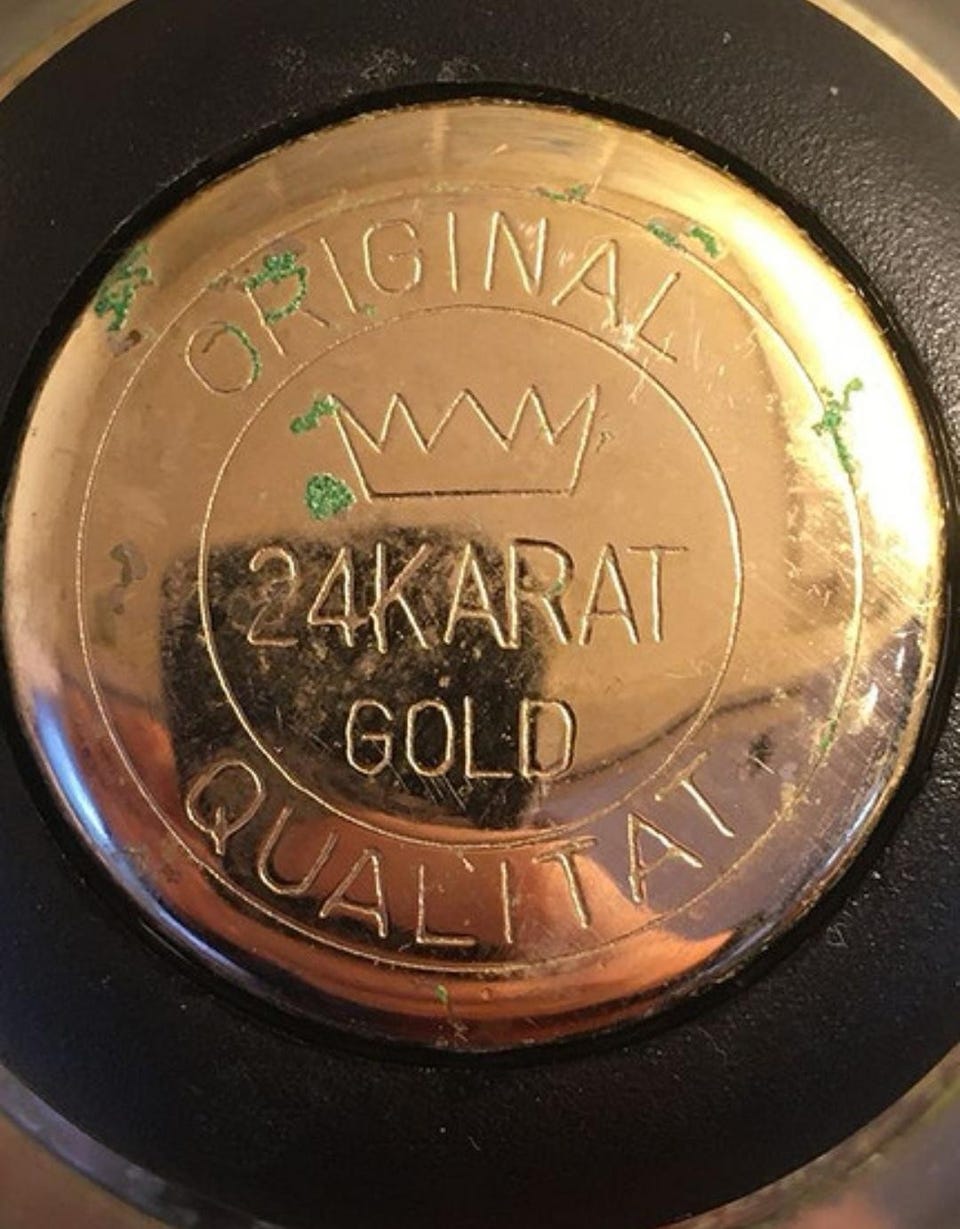 ORIGINAL
24KARAT
GOLD
QUALITAT